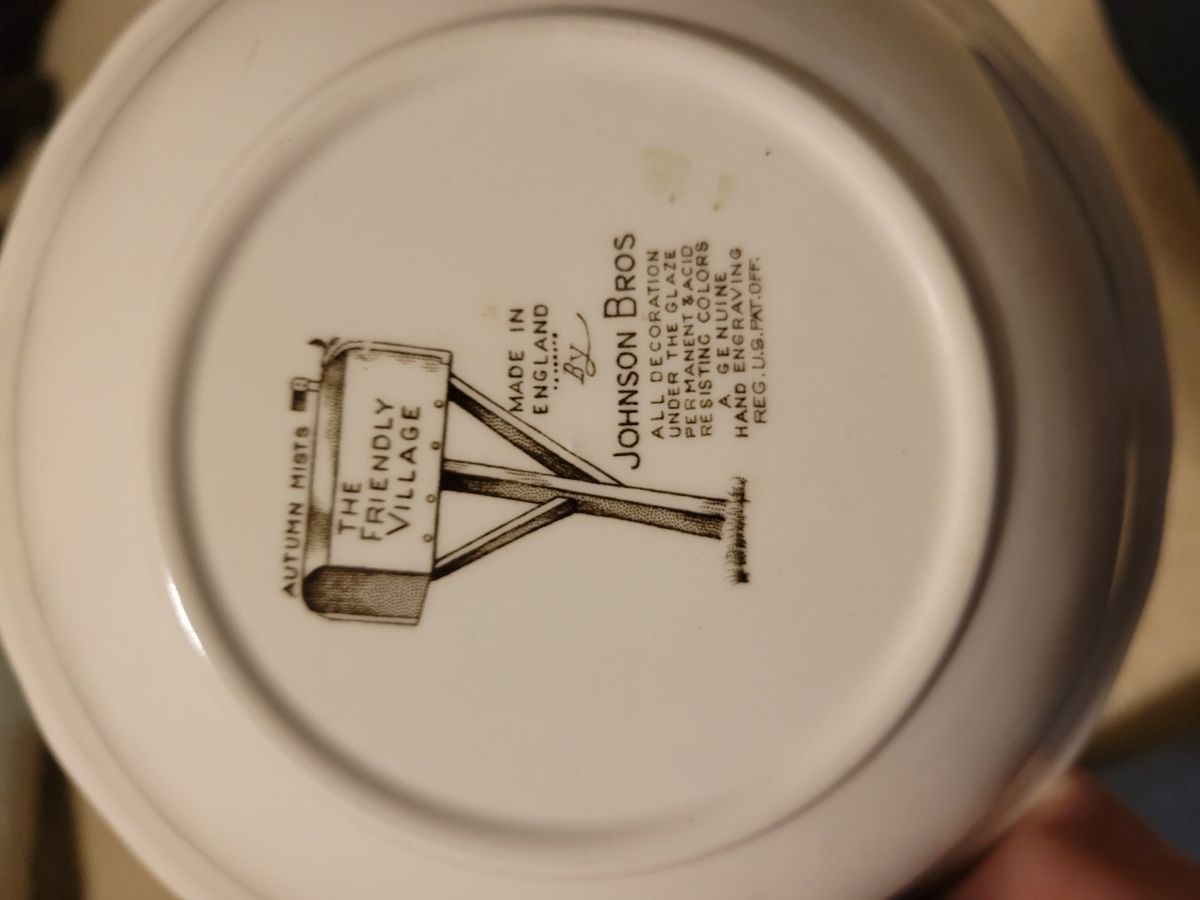 AUTUMN MISTS
THE
FRIENDLY
VILLAGE
MADE IN
ENGLAND
By
JOHNSON BROS
ALL DECORATION
UNDER THE GLAZE
PERMANENT & ACID
RESISTING COLORS
A GENUINE
HAND ENGRAVING
REG. U.S. PAT. OFF.